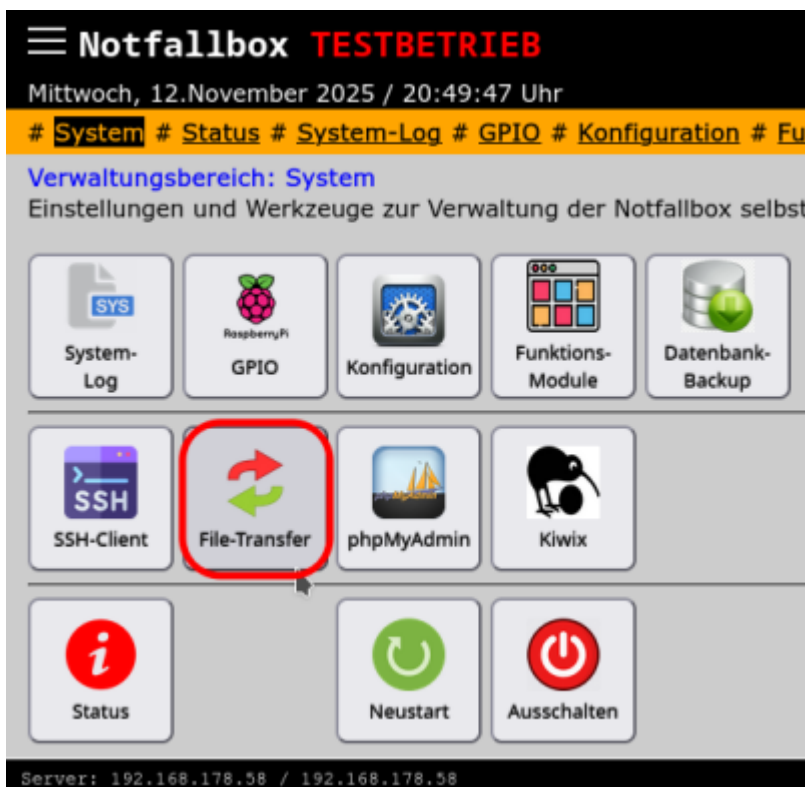 Notfallbox TESTBETRIEB
Mittwoch, 12.November 2025 / 20:49:47 Uhr
# System # Status # System-Log # GPIO # Konfiguration # Fu
Verwaltungsbereich: System
Einstellungen und Werkzeuge zur Verwaltung der Notfallbox selbst
SYS
System-
Log
RaspberryPi
GPIO
Konfiguration
Funktions-
Module
Datenbank-
Backup
SSH
SSH-Client
File-Transfer
phpMyAdmin
phpMyAdmin
Kiwix
i
Status
Neustart
Ausschalten
Server: 192.168.178.58 / 192.168.178.58